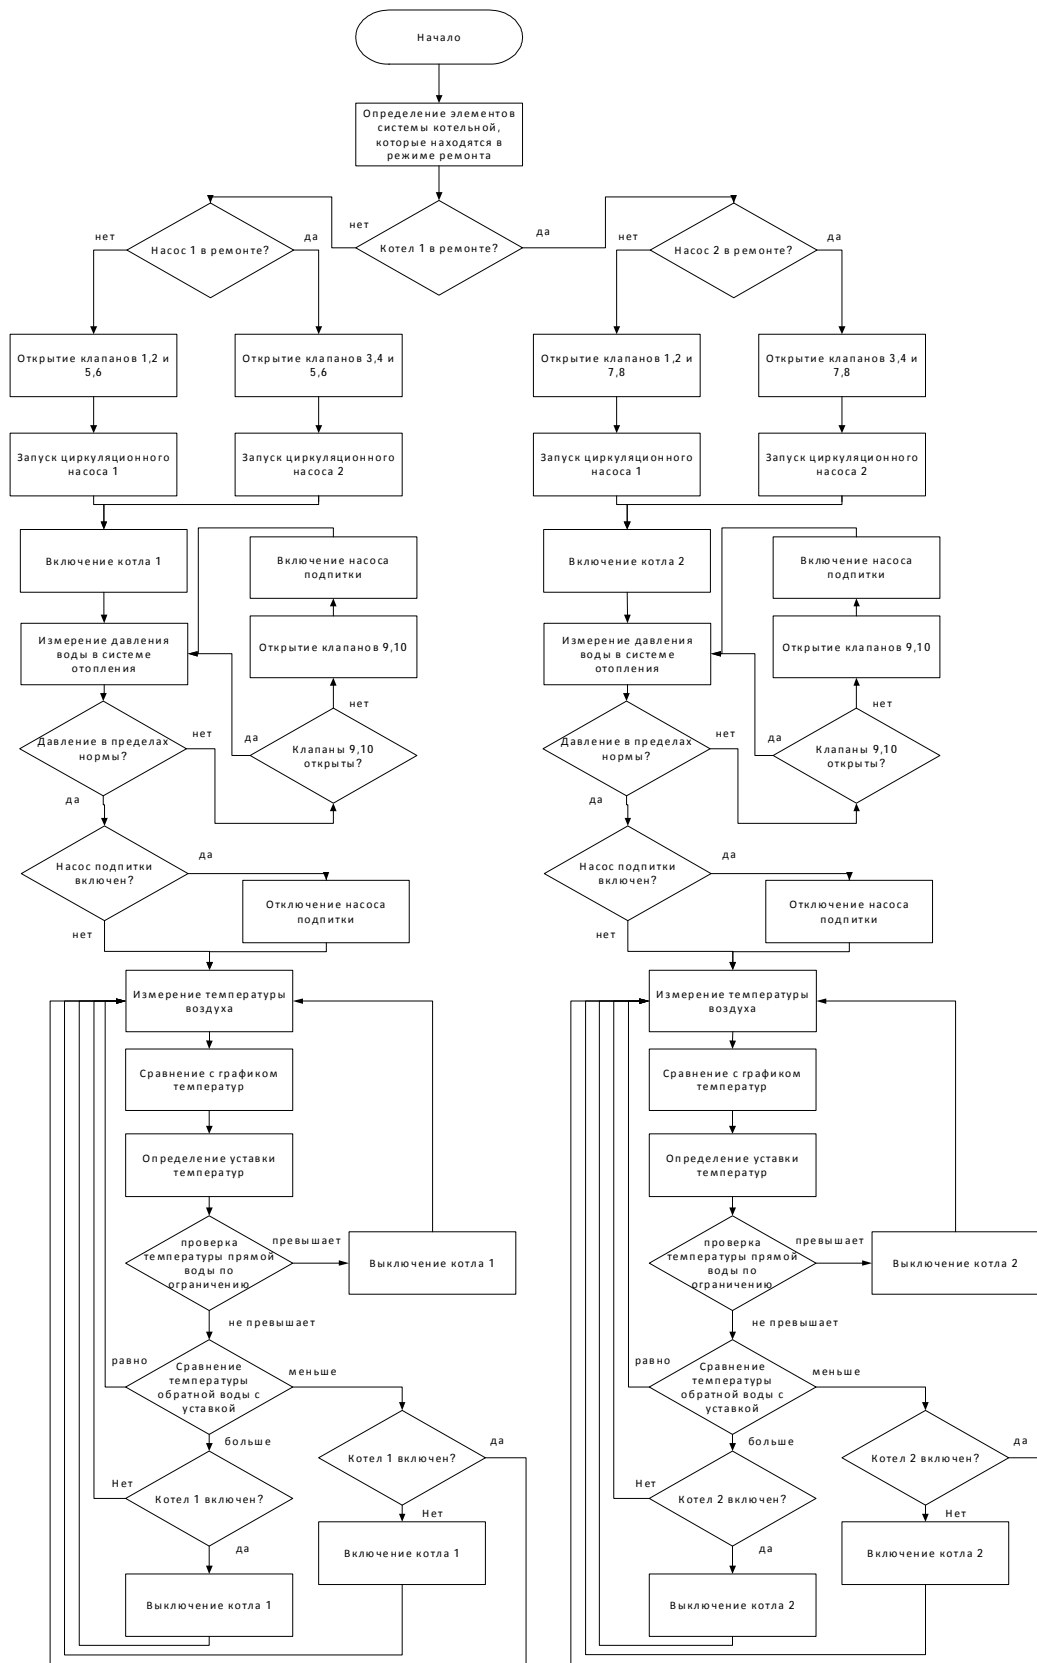 Начало
Определение элементов
системы котельной,
которые находятся в
режиме ремонта
нет
Насос 1 в ремонте?
да
нет
Котел 1 в ремонте?
да
нет
Насос 2 в ремонте?
да
Открытие клапанов 1,2 и
5,6
Открытие клапанов 3,4 и
5,6
Открытие клапанов 1,2 и
7,8
Открытие клапанов 3,4 и
7,8
Запуск циркуляционного
насоса 1
Запуск циркуляционного
насоса 2
Запуск циркуляционного
насоса 1
Запуск циркуляционного
насоса 2
Включение котла 1
Включение насоса
подпитки
Включение котла 2
Включение насоса
подпитки
Измерение давления
воды в системе
отопления
Открытие клапанов 9,10
Измерение давления
воды в системе
отопления
Открытие клапанов 9,10
нет
нет
Давление в пределах
нормы?
нет
да
Клапаны 9,10
открыты?
Давление в пределах
нормы?
нет
да
Клапаны 9,10
открыты?
да
да
Насос подпитки
включен?
да
Насос подпитки
включен?
да
Отключение насоса
подпитки
Отключение насоса
подпитки
нет
нет
Измерение температуры
воздуха
Измерение температуры
воздуха
Сравнение с графиком
температур
Сравнение с графиком
температур
Определение уставки
температур
Определение уставки
температур
проверка
температуры прямой
воды по
ограничению
превышает
Выключение котла 1
проверка
температуры прямой
воды по
ограничению
превышает
Выключение котла 2
не превышает
не превышает
равно
Сравнение
температуры
обратной воды с
уставкой
меньше
равно
Сравнение
температуры
обратной воды с
уставкой
меньше
больше
больше
Нет
Котел 1 включен?
Котел 1 включен?
да
Нет
Котел 2 включен?
Котел 2 включен?
да
Нет
Нет
да
да
Включение котла 1
Включение котла 2
Выключение котла 1
Выключение котла 2